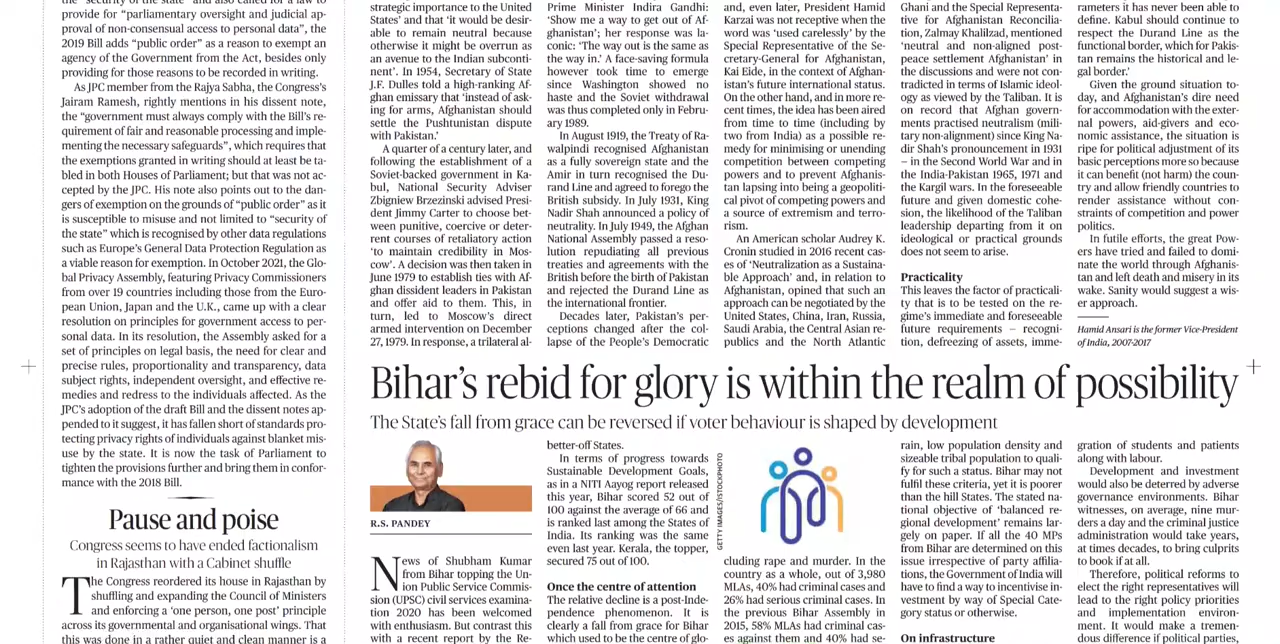 the "security of the state" and also called for a law to
provide for "parliamentary oversight and judicial ap-
proval of non-consensual access to personal data", the
2019 Bill adds "public order" as a reason to exempt an
agency of the Government from the Act, besides only
providing for those reasons to be recorded in writing.
As JPC member from the Rajya Sabha, the Congress's
Jairam Ramesh, rightly mentions in his dissent note,
the "government must always comply with the Bill's re-
quirement of fair and reasonable processing and imple-
menting the necessary safeguards", which requires that
the exemptions granted in writing should at least be ta-
bled in both Houses of Parliament; but that was not ac-
cepted by the JPC. His note also points out to the dan-
gers of exemption on the grounds of "public order" as it
is susceptible to misuse and not limited to "security of
the state" which is recognised by other data regulations
such as Europe's General Data Protection Regulation as
a viable reason for exemption. In October 2021, the Glo-
bal Privacy Assembly, featuring Privacy Commissioners
from over 19 countries including those from the Euro-
pean Union, Japan and the U.K., came up with a clear
resolution on principles for government access to per-
sonal data. In its resolution, the Assembly asked for a
set of principles on legal basis, the need for clear and
precise rules, proportionality and transparency, data
subject rights, independent oversight, and effective re-
medies and redress to the individuals affected. As the
JPC's adoption of the draft Bill and the dissent notes ap-
pended to it suggest, it has fallen short of standards pro-
tecting privacy rights of individuals against blanket mis-
use by the state. It is now the task of Parliament to
tighten the provisions further and bring them in confor-
mance with the 2018 Bill.
Pause and poise
Congress seems to have ended factionalism
in Rajasthan with a Cabinet shuffle
The Congress reordered its house in Rajasthan by
shuffling and expanding the Council of Ministers
and enforcing a 'one person, one post' principle
across its governmental and organisational wings. That
this was done in a rather quiet and clean manner is a
strategic importance to the United
States' and that 'it would be desir-
able to remain neutral because
otherwise it might be overrun as
an avenue to the Indian subconti-
nent'. In 1954, Secretary of State
J.F. Dulles told a high-ranking Af-
ghan emissary that 'instead of ask-
ing for arms, Afghanistan should
settle the Pushtunistan dispute
with Pakistan.'
A quarter of a century later, and
following the establishment of a
Soviet-backed government in Ka-
bul, National Security Adviser
Zbigniew Brzezinski advised Presi-
dent Jimmy Carter to choose bet-
ween punitive, coercive or deter-
rent courses of retaliatory action
'to maintain credibility in Mos-
cow'. A decision was then taken in
June 1979 to establish ties with Af-
ghan dissident leaders in Pakistan
and offer aid to them. This, in
turn, led to Moscow's direct
armed intervention on December
27, 1979. In response, a trilateral al-
Prime Minister Indira Gandhi:
'Show me a way to get out of Af-
ghanistan'; her response was la-
conic: 'The way out is the same as
the way in.' A face-saving formula
however took time to emerge
since Washington showed no
haste and the Soviet withdrawal
was thus completed only in Febru-
ary 1989.
In August 1919, the Treaty of Ra-
walpindi recognised Afghanistan
as a fully sovereign state and the
Amir in turn recognised the Du-
rand Line and agreed to forego the
British subsidy. In July 1931, King
Nadir Shah announced a policy of
neutrality. In July 1949, the Afghan
National Assembly passed a reso-
lution repudiating all previous
treaties and agreements with the
British before the birth of Pakistan
and rejected the Durand Line as
the international frontier.
Decades later, Pakistan's per-
ceptions changed after the col-
lapse of the People's Democratic
and, even later, President Hamid
Karzai was not receptive when the
word was 'used carelessly' by the
Special Representative of the Se-
cretary-General for Afghanistan,
Kai Eide, in the context of Afghan-
istan's future international status.
On the other hand, and in more re-
cent times, the idea has been aired
from time to time (including by
two from India) as a possible re-
medy for minimising or unending
competition between competing
powers and to prevent Afghanis-
tan lapsing into being a geopoliti-
cal pivot of competing powers and
a source of extremism and terro-
rism.
An American scholar Audrey K.
Cronin studied in 2016 recent cas-
es of 'Neutralization as a Sustaina-
ble Approach' and, in relation to
Afghanistan, opined that such an
approach can be negotiated by the
United States, China, Iran, Russia,
Saudi Arabia, the Central Asian re-
publics and the North Atlantic
Ghani and the Special Representa-
tive for Afghanistan Reconcilia-
tion, Zalmay Khalilzad, mentioned
'neutral and non-aligned post-
peace settlement Afghanistan' in
the discussions and were not con-
tradicted in terms of Islamic ideol-
ogy as viewed by the Taliban. It is
on record that Afghan govern-
ments practised neutralism (mili-
tary non-alignment) since King Na-
dir Shah's pronouncement in 1931
– in the Second World War and in
the India-Pakistan 1965, 1971 and
the Kargil wars. In the foreseeable
future and given domestic cohe-
sion, the likelihood of the Taliban
leadership departing from it on
ideological or practical grounds
does not seem to arise.
Practicality
This leaves the factor of practicali-
ty that is to be tested on the re-
gime's immediate and foreseeable
future requirements – recogni-
tion, defreezing of assets, imme-
rameters it has never been able to
define. Kabul should continue to
respect the Durand Line as the
functional border, which for Pakis-
tan remains the historical and le-
gal border.'
Given the ground situation to-
day, and Afghanistan's dire need
for accommodation with the exter-
nal powers, aid-givers and eco-
nomic assistance, the situation is
ripe for political adjustment of its
basic perceptions more so because
it can benefit (not harm) the coun-
try and allow friendly countries to
render assistance without con-
straints of competition and power
politics.
In futile efforts, the great Pow-
ers have tried and failed to domi-
nate the world through Afghanis-
tan and left death and misery in its
wake. Sanity would suggest a wis-
er approach.
Hamid Ansari is the former Vice-President
of India, 2007-2017
Bihar's rebid for glory is within the realm of possibility
The State's fall from grace can be reversed if voter behaviour is shaped by development
R.S. PANDEY
News of Shubham Kumar
from Bihar topping the Un-
ion Public Service Commis-
sion (UPSC) civil services examina-
tion 2020 has been welcomed
with enthusiasm. But contrast this
with a recent report by the Re-
better-off States.
In terms of progress towards
Sustainable Development Goals,
as in a NITI Aayog report released
this year, Bihar scored 52 out of
100 against the average of 66 and
is ranked last among the States of
India. Its ranking was the same
even last year. Kerala, the topper,
secured 75 out of 100.
Once the centre of attention
The relative decline is a post-Inde-
pendence phenomenon. It is
clearly a fall from grace for Bihar
which used to be the centre of glo-
GETTY IMAGES/ISTOCKPHOTO
cluding rape and murder. In the
country as a whole, out of 3,980
MLAs, 40% had criminal cases and
26% had serious criminal cases. In
the previous Bihar Assembly in
2015, 58% MLAs had criminal cas-
es against them and 40% had se-
rain, low population density and
sizeable tribal population to quali-
fy for such a status. Bihar may not
fulfil these criteria, yet it is poorer
than the hill States. The stated na-
tional objective of 'balanced re-
gional development' remains lar-
gely on paper. If all the 40 MPs
from Bihar are determined on this
issue irrespective of party affilia-
tions, the Government of India will
have to find a way to incentivise in-
vestment by way of Special Cate-
gory status or otherwise.
On infrastructure
gration of students and patients
along with labour.
Development and investment
would also be deterred by adverse
governance environments. Bihar
witnesses, on average, nine mur-
ders a day and the criminal justice
administration would take years,
at times decades, to bring culprits
to book if at all.
Therefore, political reforms to
elect the right representatives will
lead to the right policy priorities
and implementation environ-
ment. It would make a tremen-
dous difference if political parties,